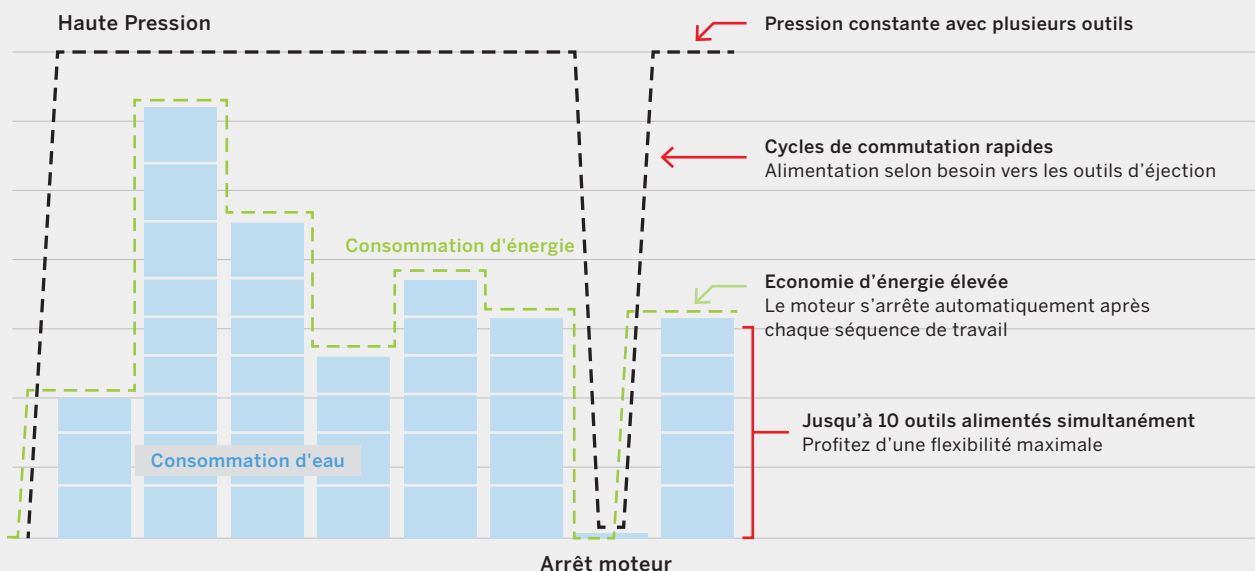 Haute Pression
Pression constante avec plusieurs outils
Cycles de commutation rapides
Alimentation selon besoin vers les outils d’éjection
Consommation d'énergie
Economie d’énergie élevée
Le moteur s’arrête automatiquement après
chaque séquence de travail
Jusqu’à 10 outils alimentés simultanément
Profitez d’une flexibilité maximale
Consommation d'eau
Arrêt moteur